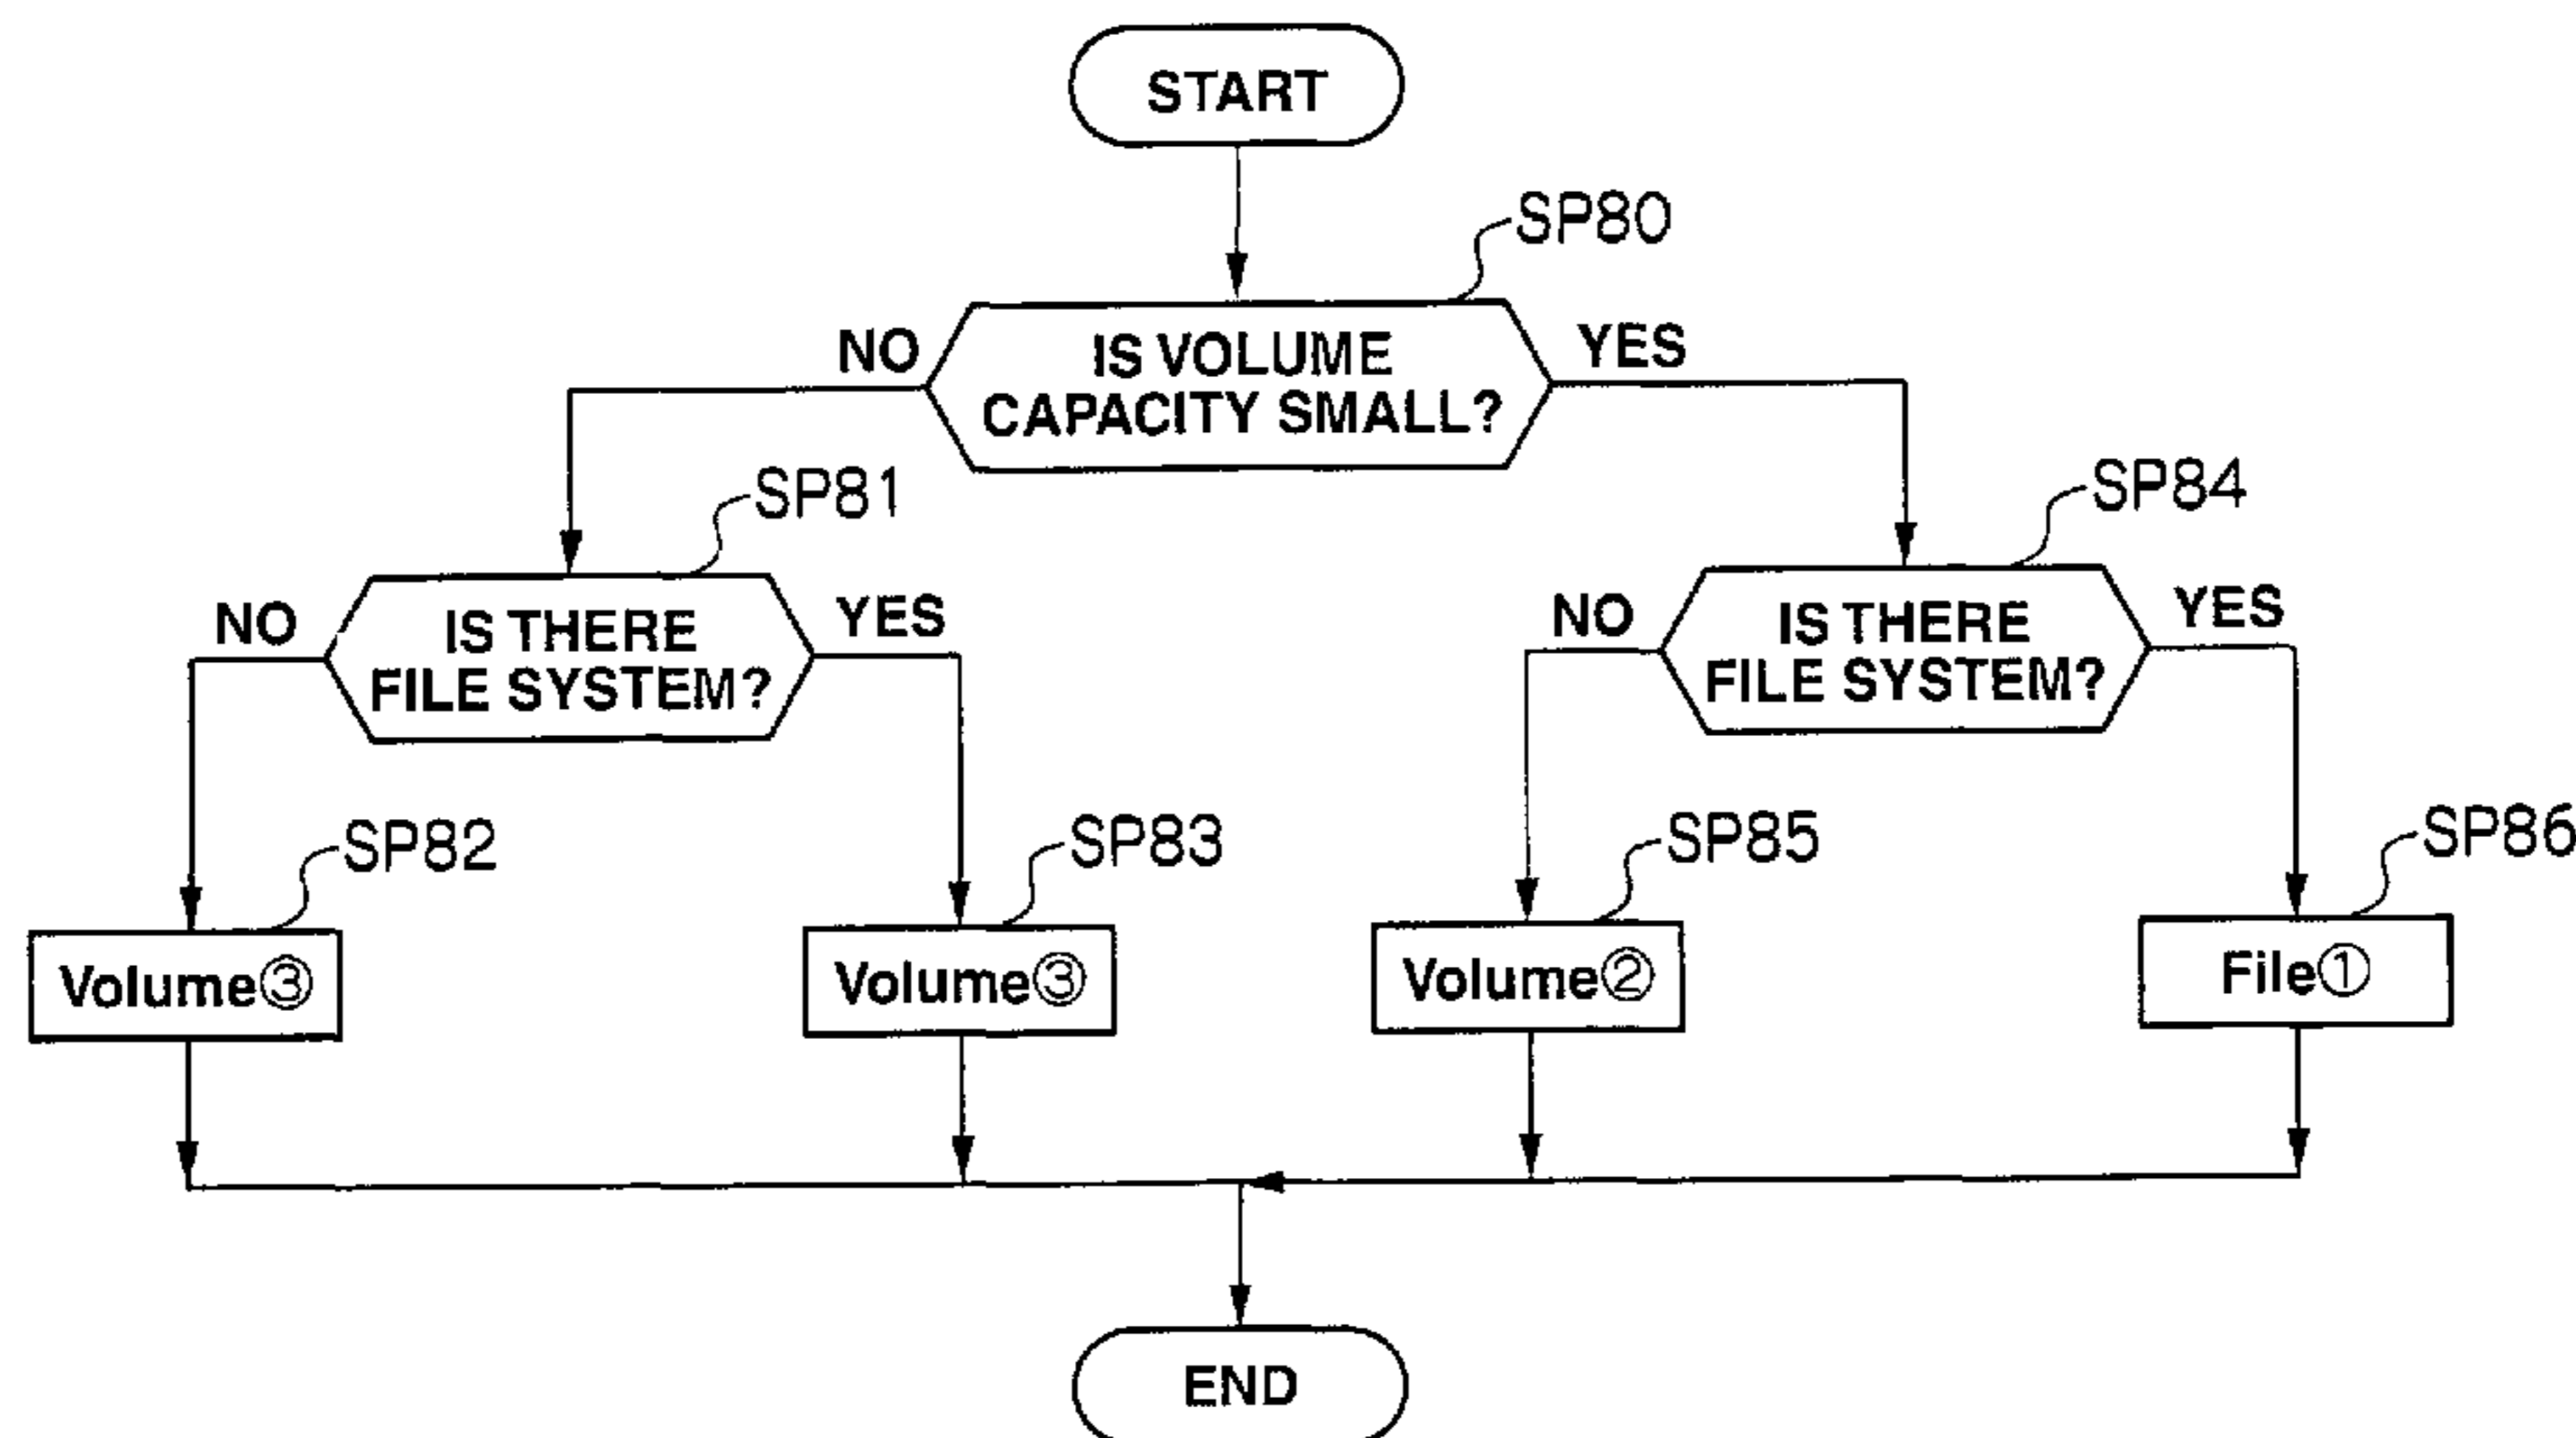 START
SP80
NO
IS VOLUME
CAPACITY SMALL?
YES
SP81
SP84
NO
IS THERE
FILE SYSTEM?
YES
NO
IS THERE
FILE SYSTEM?
YES
SP82
SP83
SP85
SP86
Volume③
Volume③
Volume②
File①
END